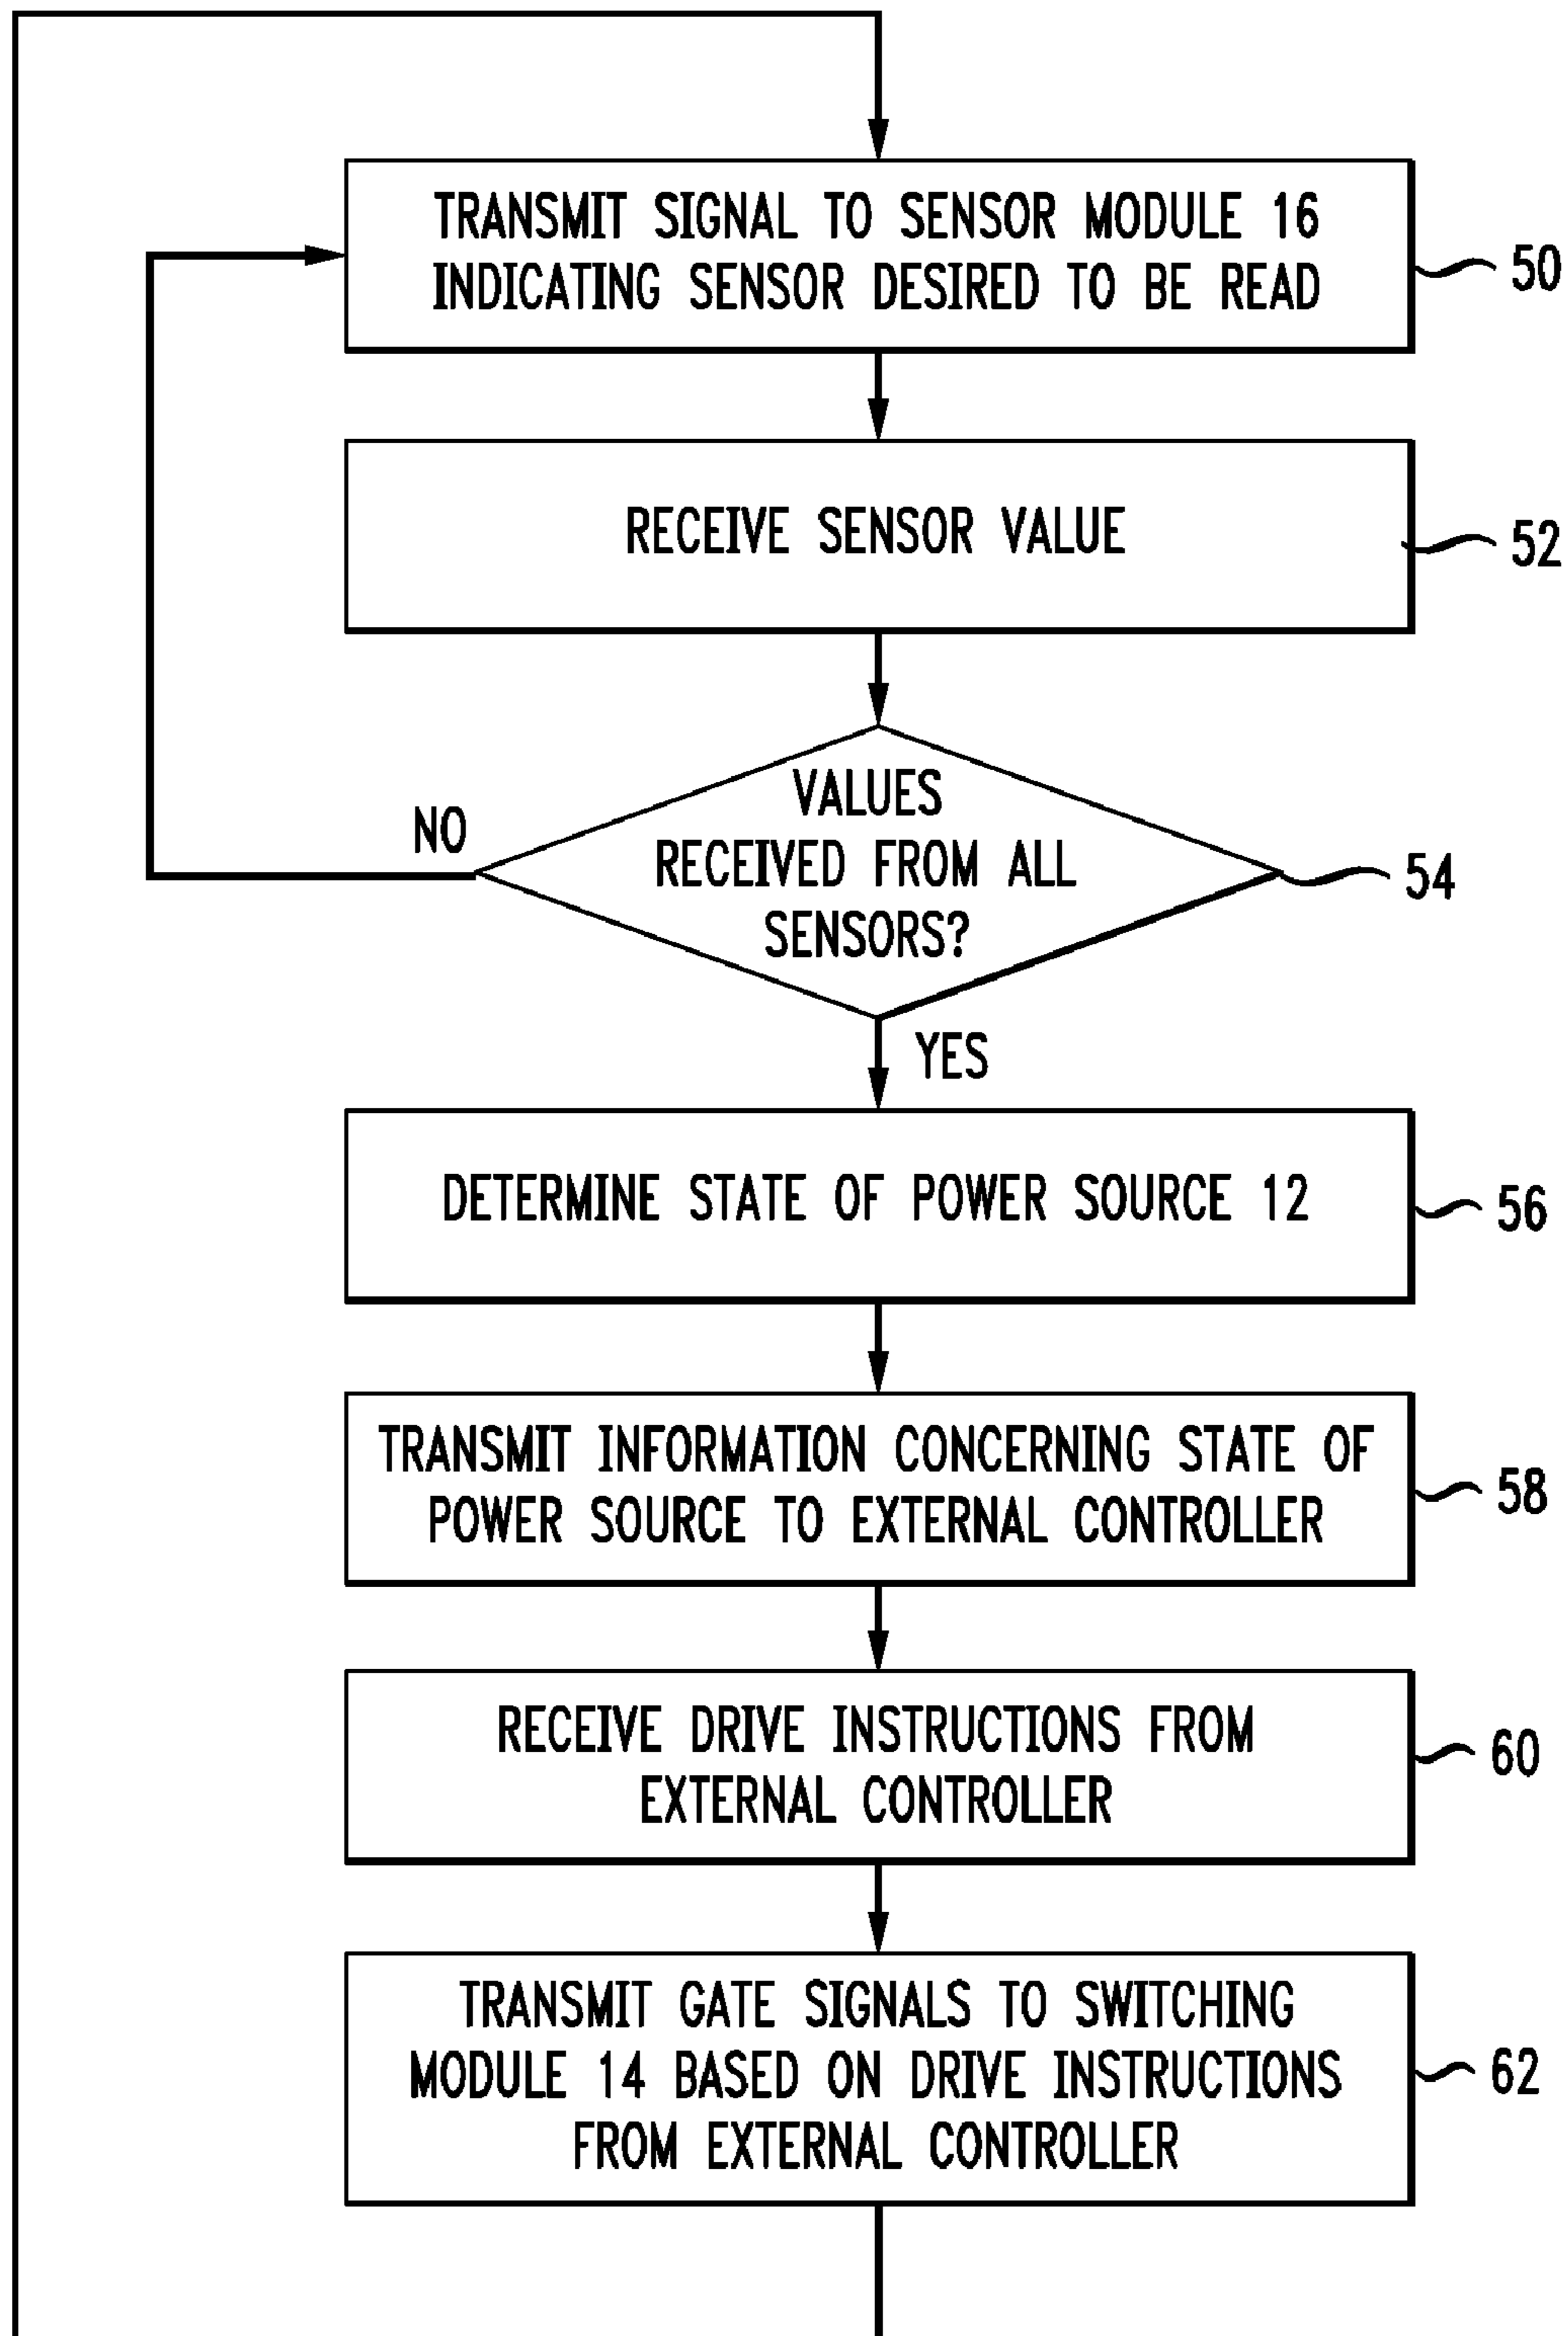 TRANSMIT SIGNAL TO SENSOR MODULE 16
INDICATING SENSOR DESIRED TO BE READ
50
RECEIVE SENSOR VALUE
52
VALUES
RECEIVED FROM ALL
SENSORS?
NO
54
YES
DETERMINE STATE OF POWER SOURCE 12
56
TRANSMIT INFORMATION CONCERNING STATE OF
POWER SOURCE TO EXTERNAL CONTROLLER
58
RECEIVE DRIVE INSTRUCTIONS FROM
EXTERNAL CONTROLLER
60
TRANSMIT GATE SIGNALS TO SWITCHING
MODULE 14 BASED ON DRIVE INSTRUCTIONS
FROM EXTERNAL CONTROLLER
62